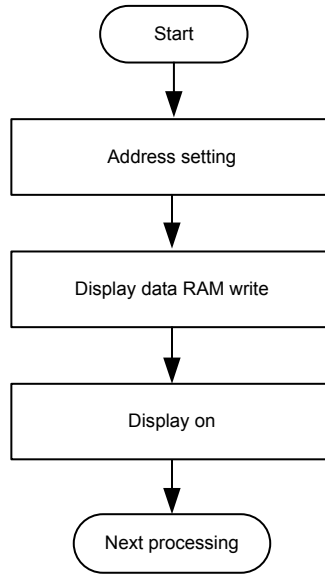 Start
Address setting
Display data RAM write
Display on
Next processing